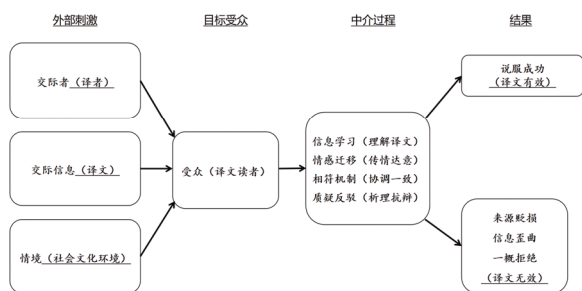 外部刺激
目标受众
中介过程
结果
交际者（译者）
交际信息（译文）
情境（社会文化环境）
受众（译文读者）
信息学习（理解译文）
情感迁移（传情达意）
相符机制（协调一致）
质疑反驳（析理抗辩）
说服成功
（译文有效）
来源贬损
信息歪曲
一概拒绝
（译文无效）